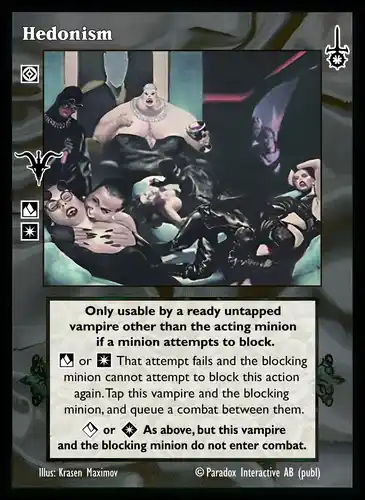 Hedonism
Only usable by a ready untapped
vampire other than the acting minion
if a minion attempts to block.
or That attempt fails and the blocking
minion cannot attempt to block this action
again. Tap this vampire and the blocking
minion, and queue a combat between them.
or As above, but this vampire
and the blocking minion do not enter combat.
Illus: Krasen Maximov © Paradox Interactive AB (publ)